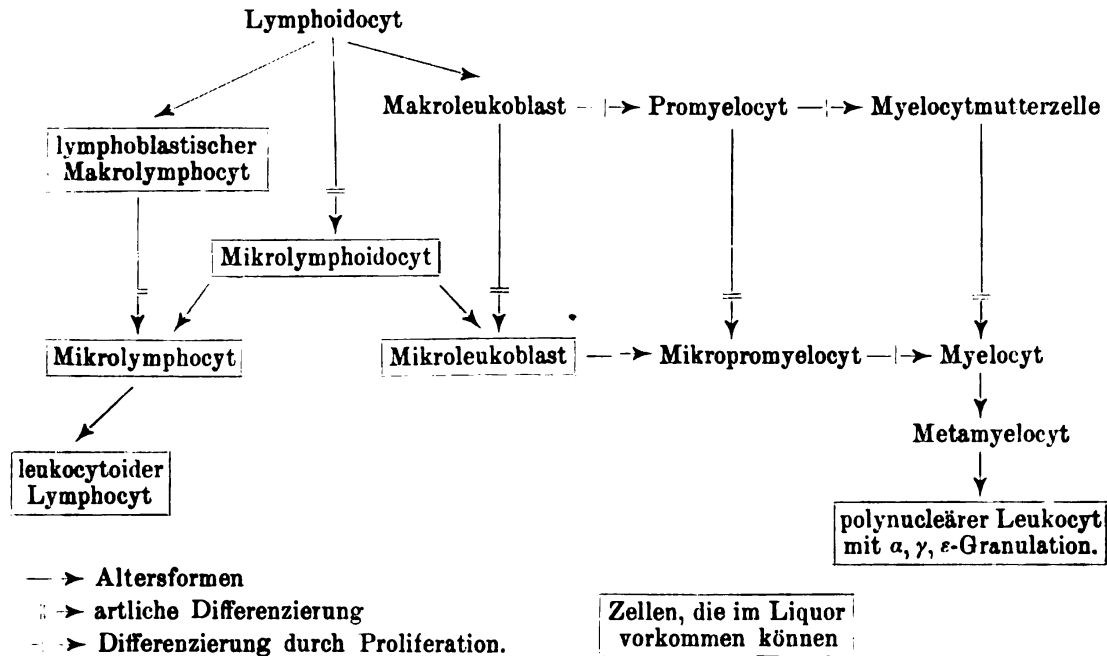 Lymphoidocyt
Makroleukoblast
Promyelocyt
Myelocytmutterzelle
lymphoblastischer
Makrolymphocyt
Mikrolymphoidocyt
Mikrolymphocyt
Mikroleukoblast
Mikropromyelocyt
Myelocyt
Metamyelocyt
leukocytoider
Lymphocyt
polynucleärer Leukocyt
mit α, γ, ε-Granulation.
Altersformen
artliche Differenzierung
Differenzierung durch Proliferation.
Zellen, die im Liquor
vorkommen können